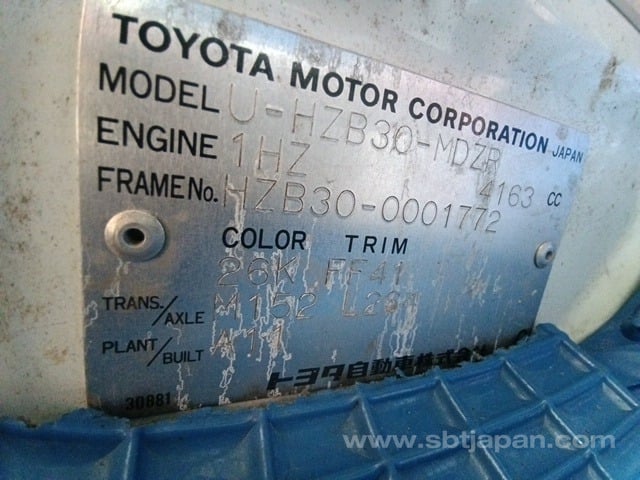 TOYOTA MOTOR CORPORATION JAPAN
MODEL U-HZB30-MDZR
ENGINE 1HZ 4163 CC
FRAME No. HZB30-0001772
COLOR TRIM
26K FF41
TRANS./AXLE M152
PLANT/BUILT
トヨタ自動車株式会
30881
www.sbtjapan.com